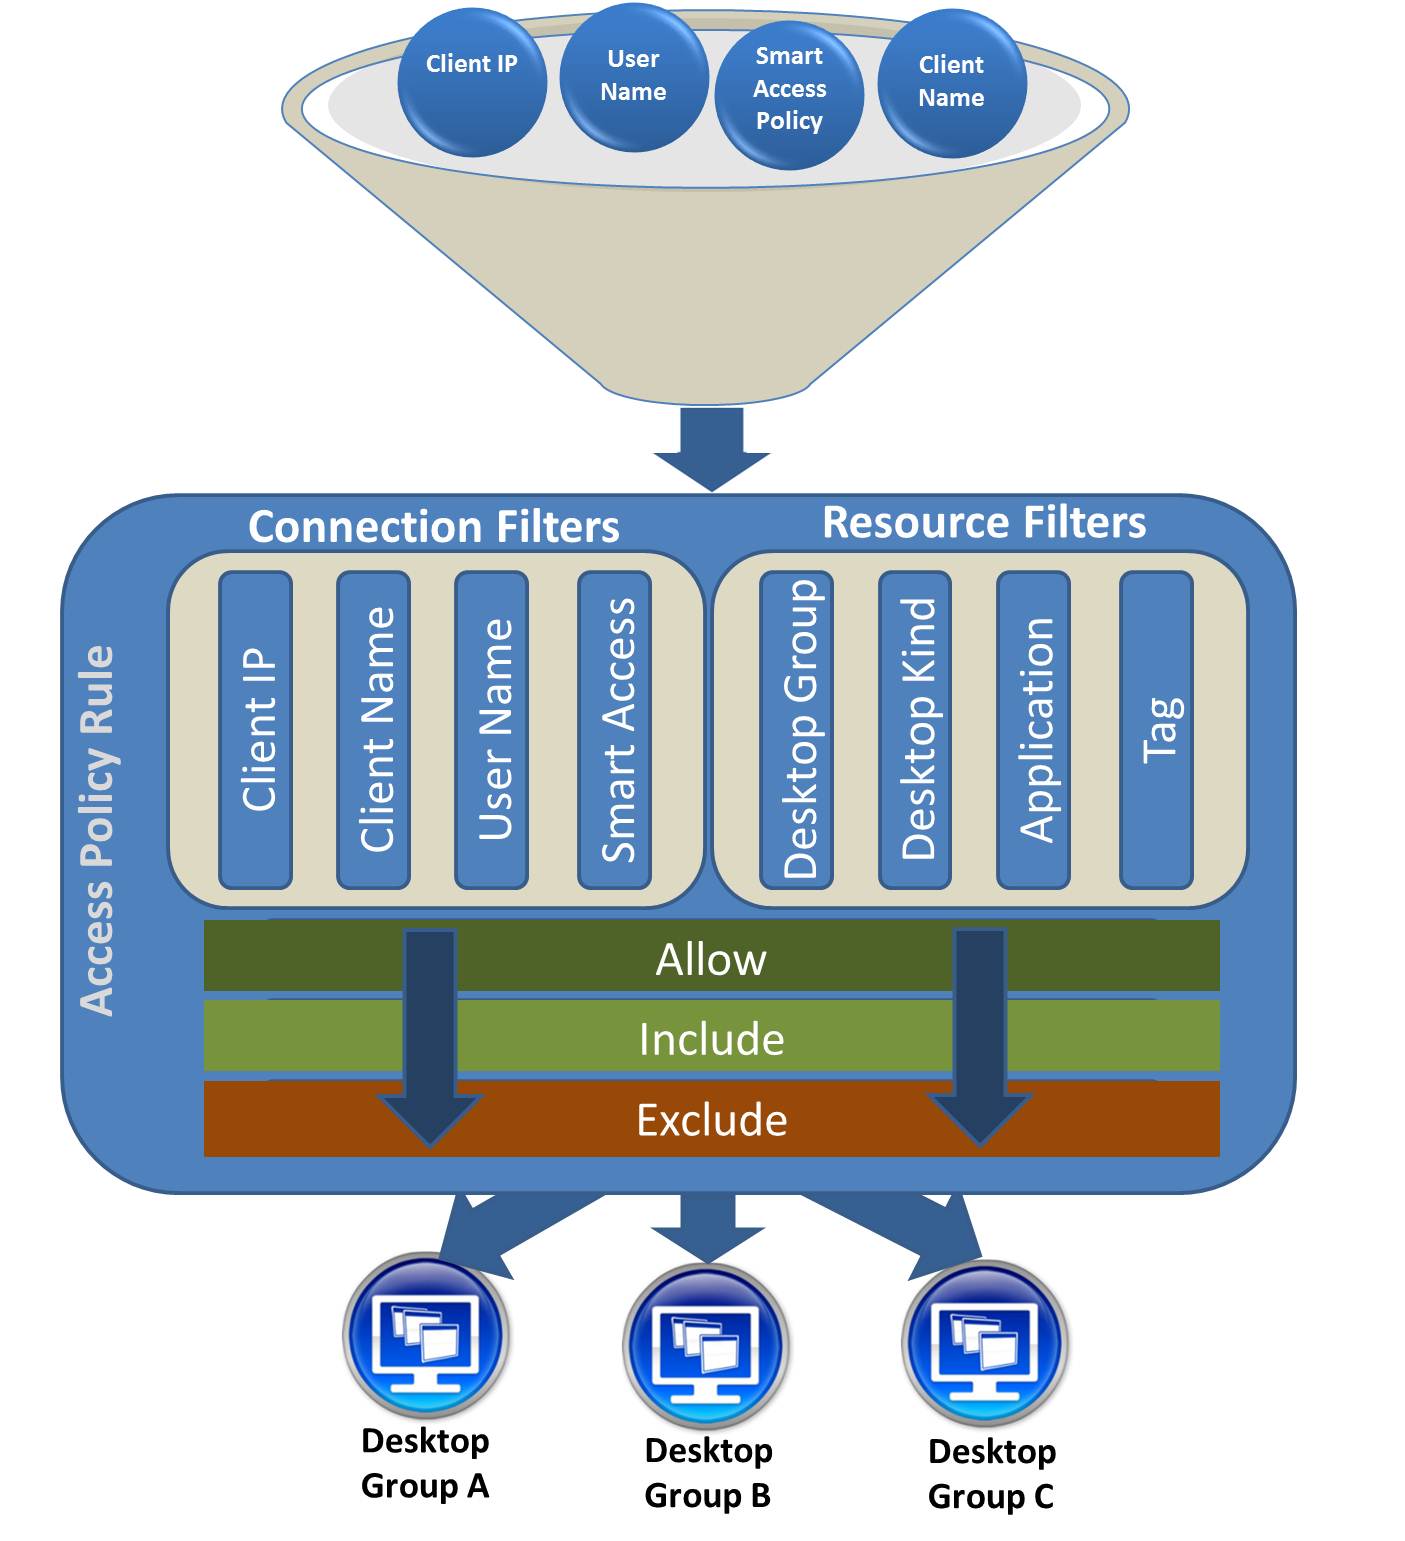 Client IP
User
Name
Smart
Access
Policy
Client
Name
Connection Filters
Resource Filters
Access Policy Rule
Client IP
Client Name
User Name
Smart Access
Desktop Group
Desktop Kind
Application
Tag
Allow
Include
Exclude
Desktop
Group A
Desktop
Group B
Desktop
Group C